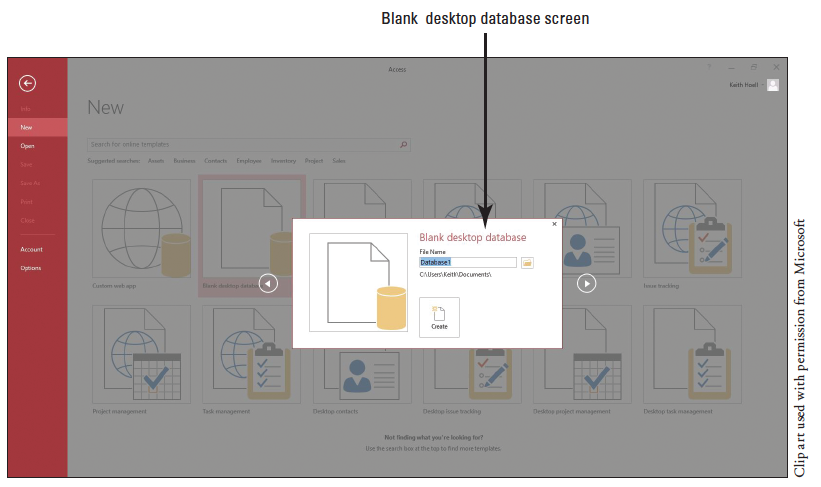 Blank desktop database screen
Access
Keith Hoell
Info
New
New
Open
Save
Save As
Print
Close
Account
Options
Search for online templates
Suggested searches: Assets Business Contacts Employee Inventory Project Sales
Custom web app
Blank desktop database
Issue tracking
Blank desktop database
File Name
Database1
C:\Users\Keith\Documents\
Create
Project management
Task management
Desktop contacts
Desktop issue tracking
Desktop project management
Desktop task management
Not finding what you're looking for?
Use the search box at the top to find more templates.
Clip art used with permission from Microsoft